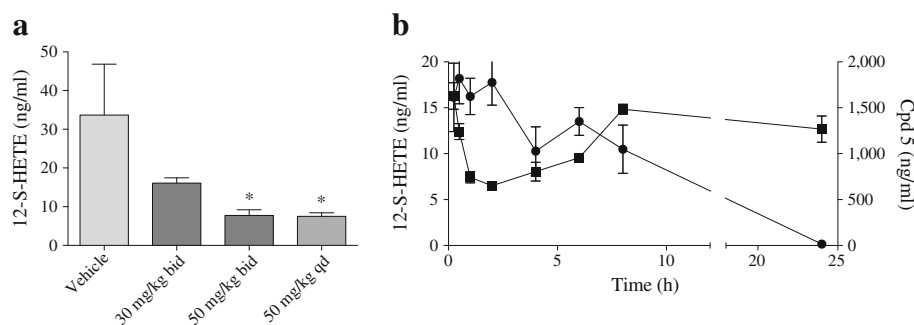 a
50
40
30
20
10
0
12-S-HETE (ng/ml)
*
*
Vehicle
30 mg/kg bid
50 mg/kg bid
50 mg/kg qd
b
20
15
10
5
0
12-S-HETE (ng/ml)
2,000
1,500
1,000
500
0
Cpd 5 (ng/ml)
0
5
10
20
25
Time (h)